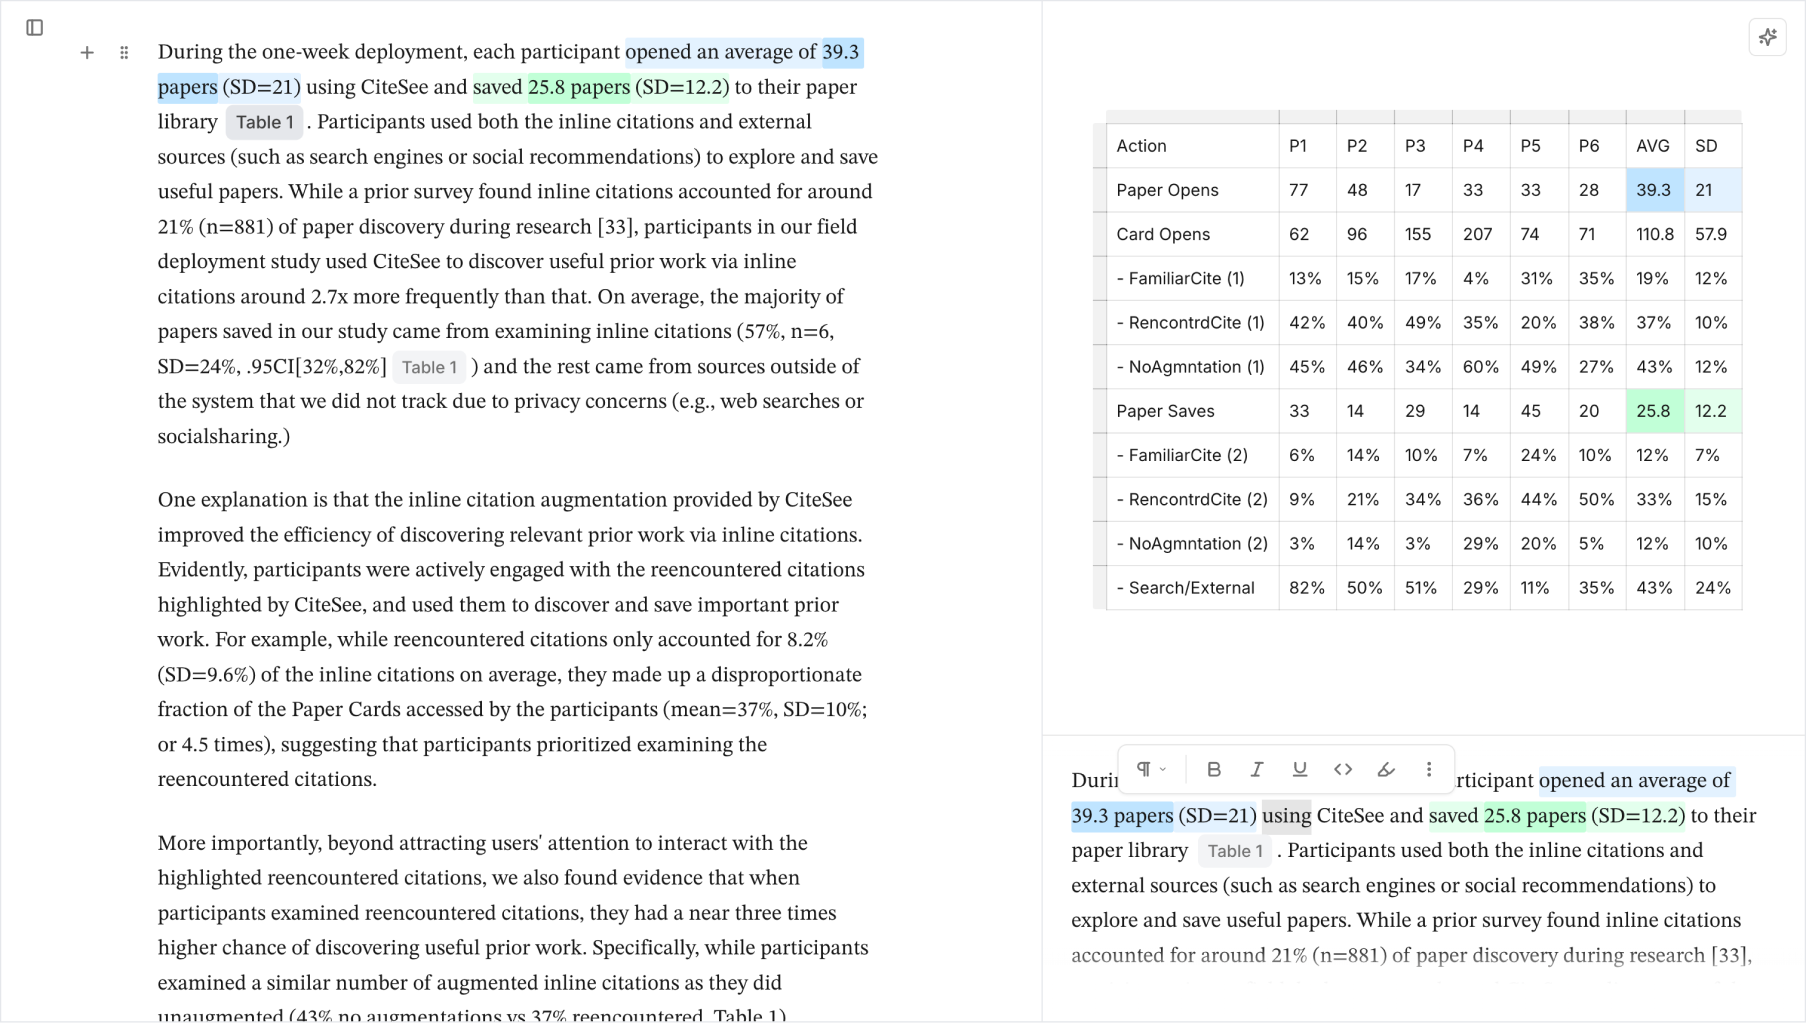 During the one-week deployment, each participant opened an average of 39.3
papers (SD=21) using CiteSee and saved 25.8 papers (SD=12.2) to their paper
library Table 1 . Participants used both the inline citations and external
sources (such as search engines or social recommendations) to explore and save
useful papers. While a prior survey found inline citations accounted for around
21% (n=881) of paper discovery during research [33], participants in our field
deployment study used CiteSee to discover useful prior work via inline
citations around 2.7x more frequently than that. On average, the majority of
papers saved in our study came from examining inline citations (57%, n=6,
SD=24%, .95CI[32%,82%] Table 1 ) and the rest came from sources outside of
the system that we did not track due to privacy concerns (e.g., web searches or
socialsharing.)
One explanation is that the inline citation augmentation provided by CiteSee
improved the efficiency of discovering relevant prior work via inline citations.
Evidently, participants were actively engaged with the reencountered citations
highlighted by CiteSee, and used them to discover and save important prior
work. For example, while reencountered citations only accounted for 8.2%
(SD=9.6%) of the inline citations on average, they made up a disproportionate
fraction of the Paper Cards accessed by the participants (mean=37%, SD=10%;
or 4.5 times), suggesting that participants prioritized examining the
reencountered citations.
More importantly, beyond attracting users' attention to interact with the
highlighted reencountered citations, we also found evidence that when
participants examined reencountered citations, they had a near three times
higher chance of discovering useful prior work. Specifically, while participants
examined a similar number of augmented inline citations as they did
unaugmented (43% no augmentations vs 37% reencountered, Table 1)
Action P1 P2 P3 P4 P5 P6 AVG SD
Paper Opens 77 48 17 33 33 28 39.3 21
Card Opens 62 96 155 207 74 71 110.8 57.9
- FamiliarCite (1) 13% 15% 17% 4% 31% 35% 19% 12%
- RencontrdCite (1) 42% 40% 49% 35% 20% 38% 37% 10%
- NoAgmntation (1) 45% 46% 34% 60% 49% 27% 43% 12%
Paper Saves 33 14 29 14 45 20 25.8 12.2
- FamiliarCite (2) 6% 14% 10% 7% 24% 10% 12% 7%
- RencontrdCite (2) 9% 21% 34% 36% 44% 50% 33% 15%
- NoAgmntation (2) 3% 14% 3% 29% 20% 5% 12% 10%
- Search/External 82% 50% 51% 29% 11% 35% 43% 24%
B I U
opened an average of
39.3 papers (SD=21) using CiteSee and saved 25.8 papers (SD=12.2) to their
paper library Table 1 . Participants used both the inline citations and
external sources (such as search engines or social recommendations) to
explore and save useful papers. While a prior survey found inline citations
accounted for around 21% (n=881) of paper discovery during research [33],